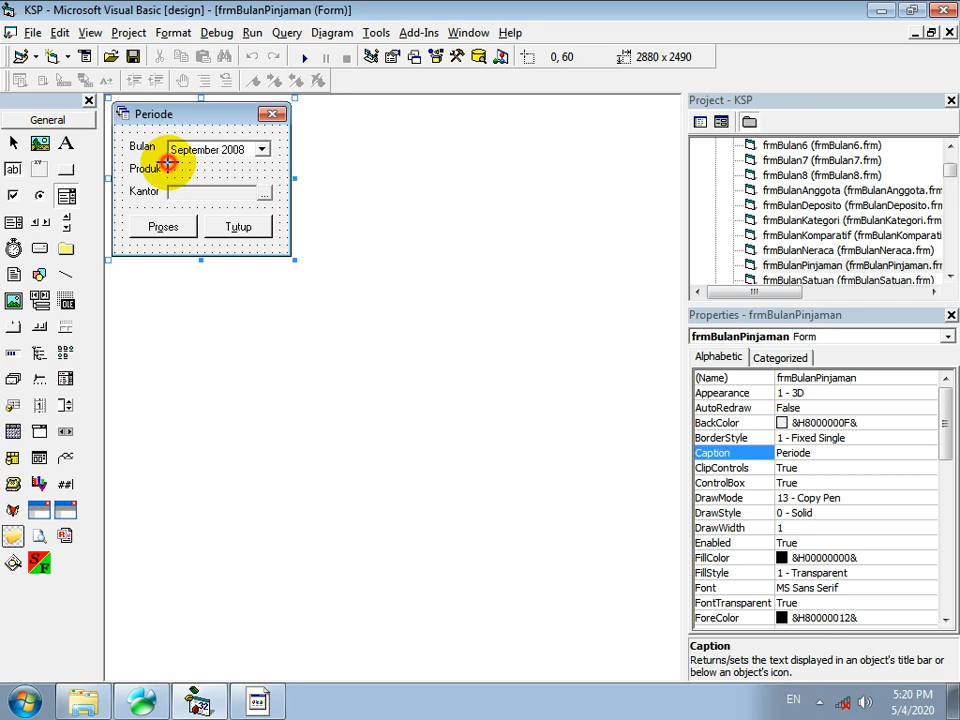 KSP - Microsoft Visual Basic [design] - [frmBulanPinjaman (Form)]
File Edit View Project Format Debug Run Query Diagram Tools Add-Ins Window Help
0, 60 2880 x 2490
General
Periode
Bulan September 2008
Produk
Kantor ...
Proses Tutup
Project - KSP
frmBulan6 (frmBulan6.frm)
frmBulan7 (frmBulan7.frm)
frmBulan8 (frmBulan8.frm)
frmBulanAnggota (frmBulanAnggota.
frmBulanDeposito (frmBulanDeposito.
frmBulanKategori (frmBulanKategori.
frmBulanKomparatif (frmBulanKomparatif
frmBulanNeraca (frmBulanNeraca.frm)
frmBulanPinjaman (frmBulanPinjaman.frm
frmBulanSatuan (frmBulanSatuan.frm)
Properties - frmBulanPinjaman
frmBulanPinjaman Form
Alphabetic Categorized
(Name) frmBulanPinjaman
Appearance 1 - 3D
AutoRedraw False
BackColor &H8000000F&
BorderStyle 1 - Fixed Single
Caption Periode
ClipControls True
ControlBox True
DrawMode 13 - Copy Pen
DrawStyle 0 - Solid
DrawWidth 1
Enabled True
FillColor &H00000000&
FillStyle 1 - Transparent
Font MS Sans Serif
FontTransparent True
ForeColor &H80000012&
Caption
Returns/sets the text displayed in an object's title bar or
below an object's icon.
EN
5:20 PM
5/4/2020